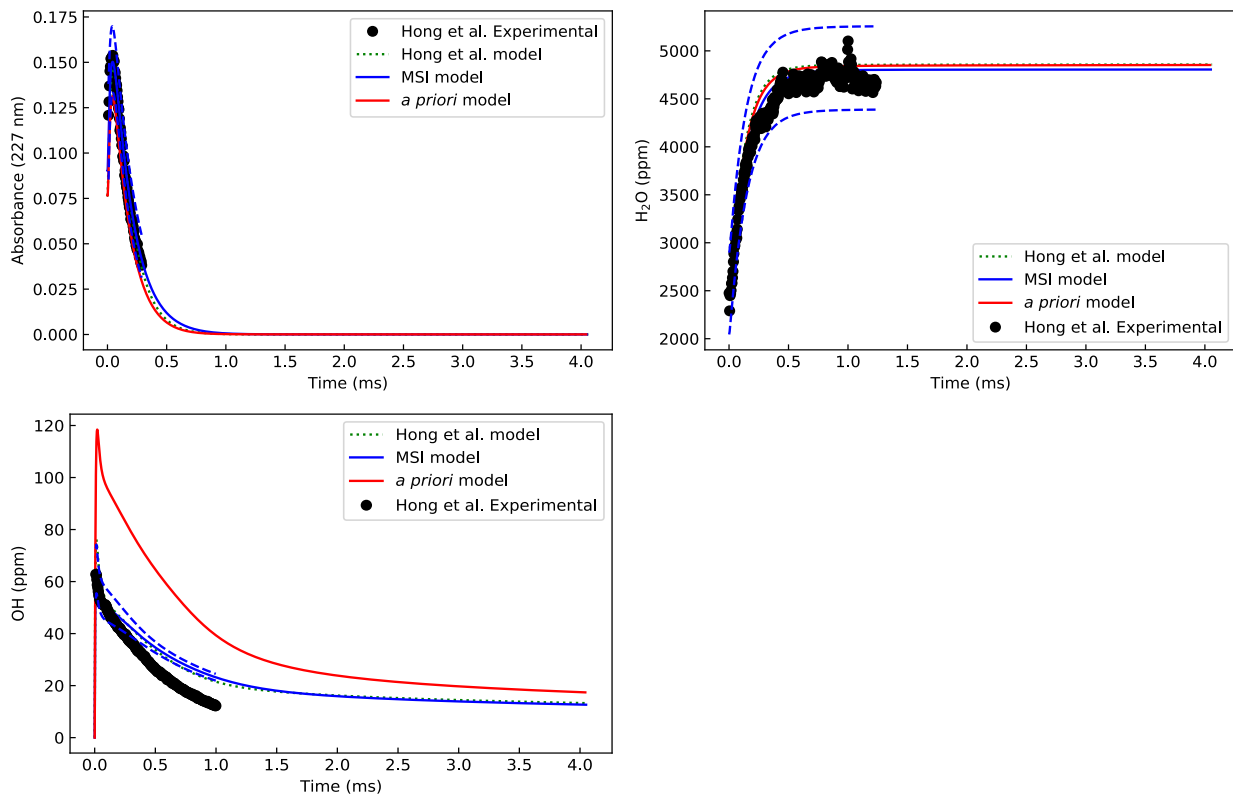 Absorbance (227 nm)
0.175
0.150
0.125
0.100
0.075
0.050
0.025
0.000
Hong et al. Experimental
Hong et al. model
MSI model
a priori model
0.0 0.5 1.0 1.5 2.0 2.5 3.0 3.5 4.0
Time (ms)
H₂O (ppm)
5000
4500
4000
3500
3000
2500
2000
Hong et al. model
MSI model
a priori model
Hong et al. Experimental
0.0 0.5 1.0 1.5 2.0 2.5 3.0 3.5 4.0
Time (ms)
OH (ppm)
120
100
80
60
40
20
0
Hong et al. model
MSI model
a priori model
Hong et al. Experimental
0.0 0.5 1.0 1.5 2.0 2.5 3.0 3.5 4.0
Time (ms)